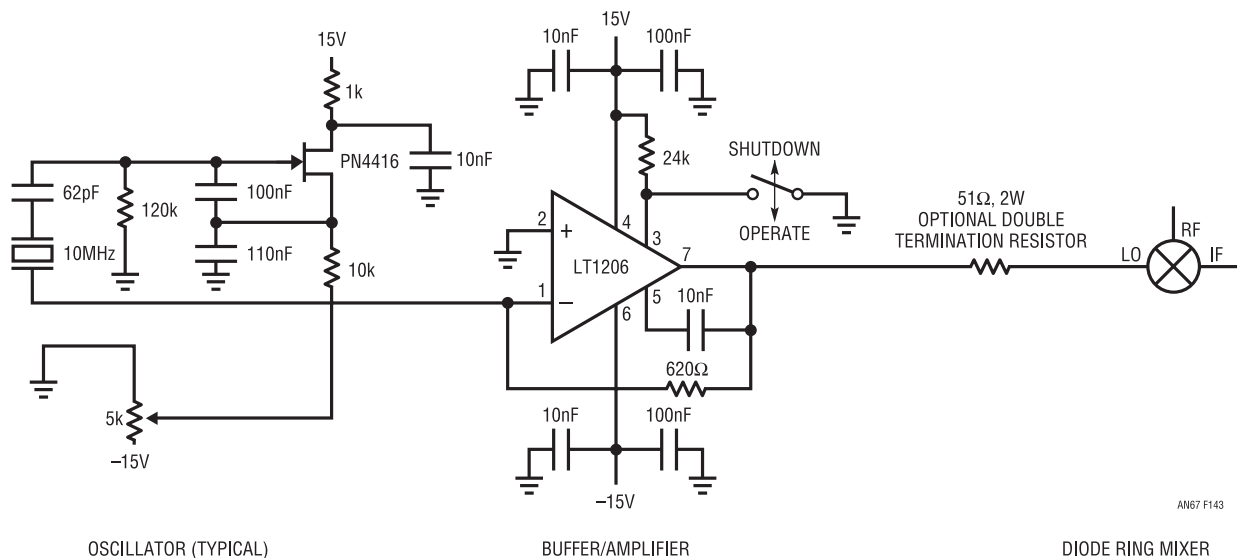 15V
1k
PN4416
10nF
62pF
120k
100nF
10MHz
110nF
10k
5k
–15V
10nF
15V
100nF
24k
SHUTDOWN
OPERATE
2
+
4
3
LT1206
7
1
–
5
6
10nF
620Ω
10nF
100nF
–15V
51Ω, 2W
OPTIONAL DOUBLE
TERMINATION RESISTOR
LO
RF
IF
AN67 F143
OSCILLATOR (TYPICAL)
BUFFER/AMPLIFIER
DIODE RING MIXER